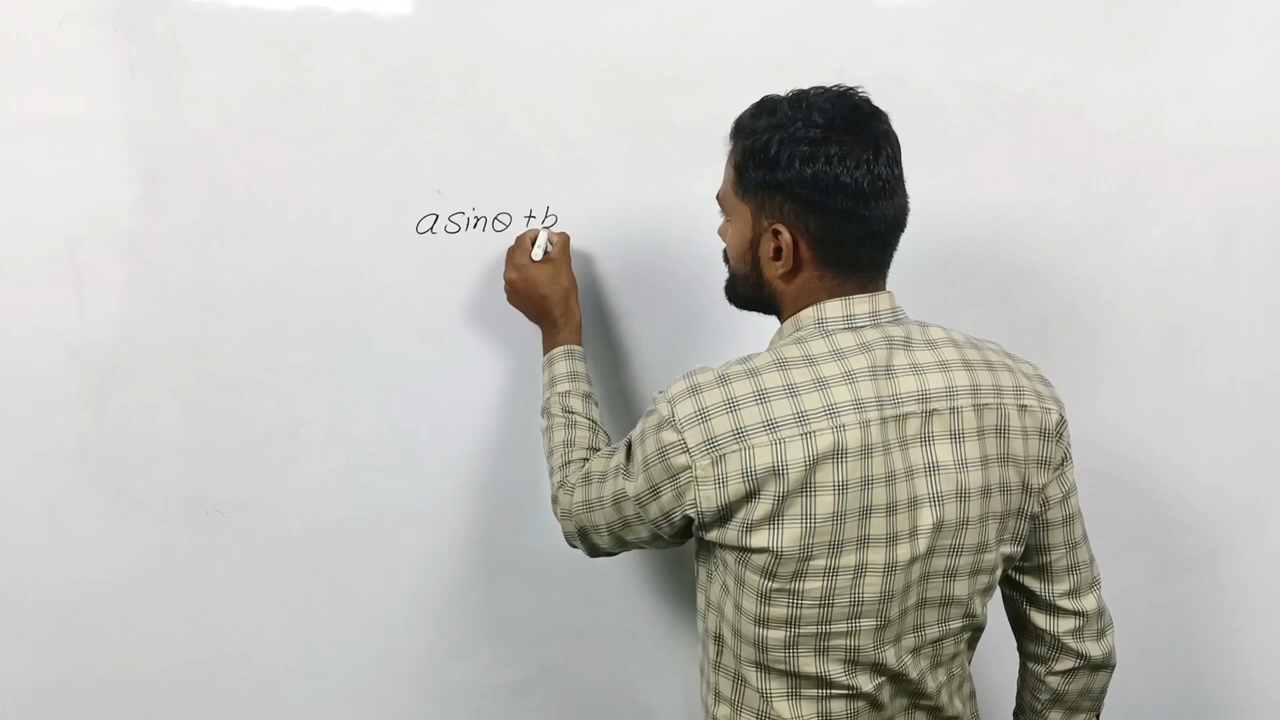 a sinθ + b